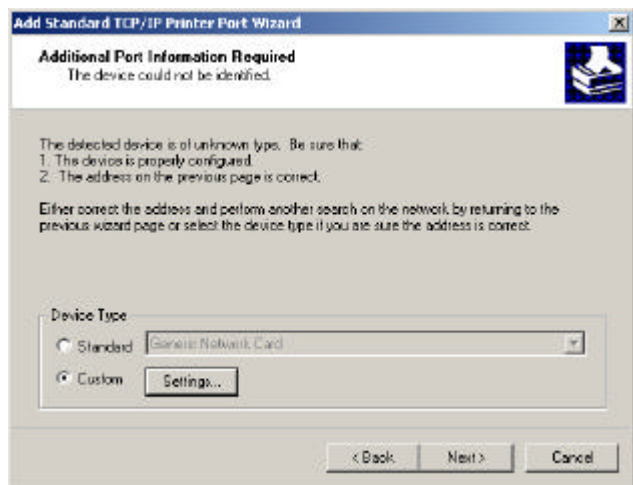 Add Standard TCP/IP Printer Port Wizard
Additional Port Information Required
The device could not be identified.
The detected device is of unknown type. Be sure that:
1. The device is properly configured.
2. The address on the previous page is correct.
Either correct the address and perform another search on the network by returning to the
previous wizard page or select the device type if you are sure the address is correct.
Device Type
Standard Generic Network Card
Custom Settings...
< Back Next > Cancel